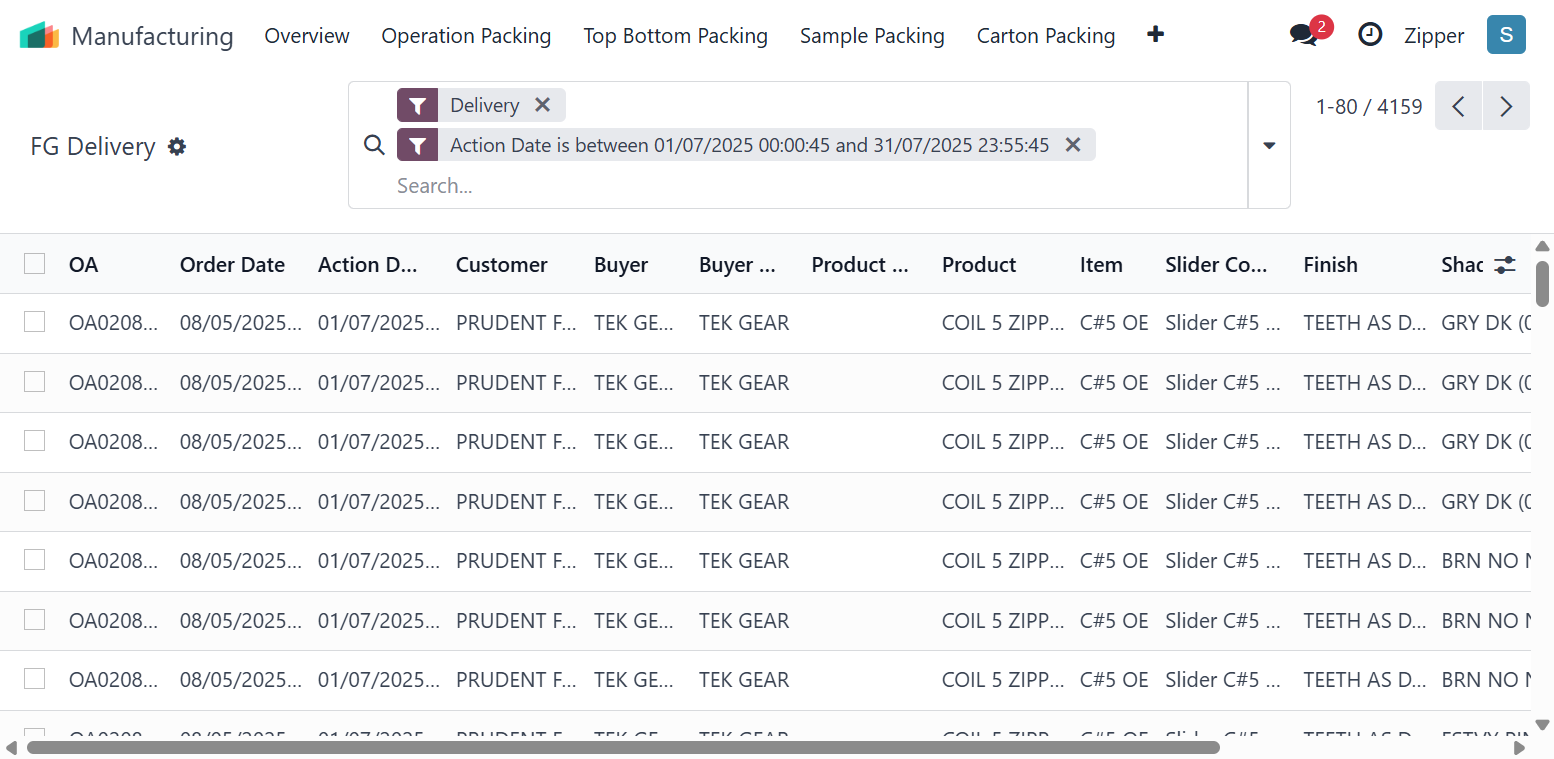 Manufacturing Overview Operation Packing Top Bottom Packing Sample Packing Carton Packing 2 Zipper S
Delivery
1-80 / 4159
FG Delivery
Action Date is between 01/07/2025 00:00:45 and 31/07/2025 23:55:45
Search...
OA Order Date Action D... Customer Buyer Buyer ... Product ... Product Item Slider Co... Finish Shac
OA0208... 08/05/2025... 01/07/2025... PRUDENT F... TEK GE... TEK GEAR COIL 5 ZIPP... C#5 OE Slider C#5 ... TEETH AS D... GRY DK (0
OA0208... 08/05/2025... 01/07/2025... PRUDENT F... TEK GE... TEK GEAR COIL 5 ZIPP... C#5 OE Slider C#5 ... TEETH AS D... GRY DK (0
OA0208... 08/05/2025... 01/07/2025... PRUDENT F... TEK GE... TEK GEAR COIL 5 ZIPP... C#5 OE Slider C#5 ... TEETH AS D... GRY DK (0
OA0208... 08/05/2025... 01/07/2025... PRUDENT F... TEK GE... TEK GEAR COIL 5 ZIPP... C#5 OE Slider C#5 ... TEETH AS D... GRY DK (0
OA0208... 08/05/2025... 01/07/2025... PRUDENT F... TEK GE... TEK GEAR COIL 5 ZIPP... C#5 OE Slider C#5 ... TEETH AS D... BRN NO N
OA0208... 08/05/2025... 01/07/2025... PRUDENT F... TEK GE... TEK GEAR COIL 5 ZIPP... C#5 OE Slider C#5 ... TEETH AS D... BRN NO N
OA0208... 08/05/2025... 01/07/2025... PRUDENT F... TEK GE... TEK GEAR COIL 5 ZIPP... C#5 OE Slider C#5 ... TEETH AS D... BRN NO N